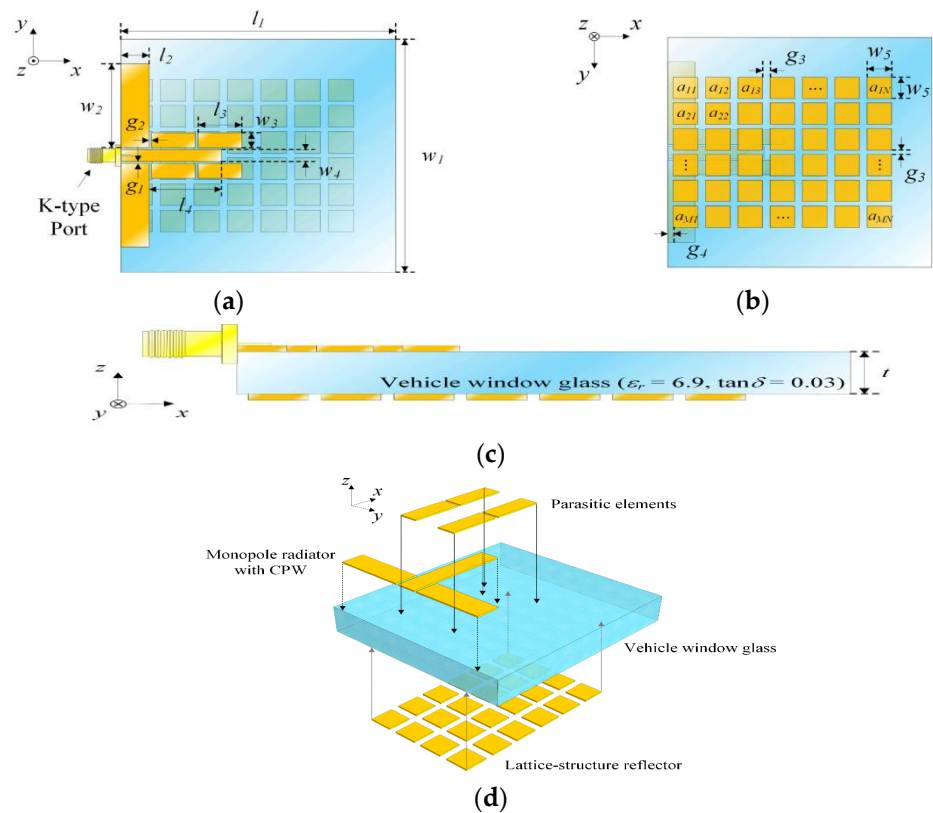 y
z
x
l1
l2
w2
l3
g2
w3
w1
w4
g1
l4
K-type
Port
(a)
z
x
y
g3
w5
a11 a12 a13 ... a1N
w5
a21 a22
⋮ ⋮
g3
aM1 ... aMN
g4
(b)
z
y
x
Vehicle window glass (εr = 6.9, tanδ = 0.03)
t
(c)
z
x
y
Parasitic elements
Monopole radiator
with CPW
Vehicle window glass
Lattice-structure reflector
(d)